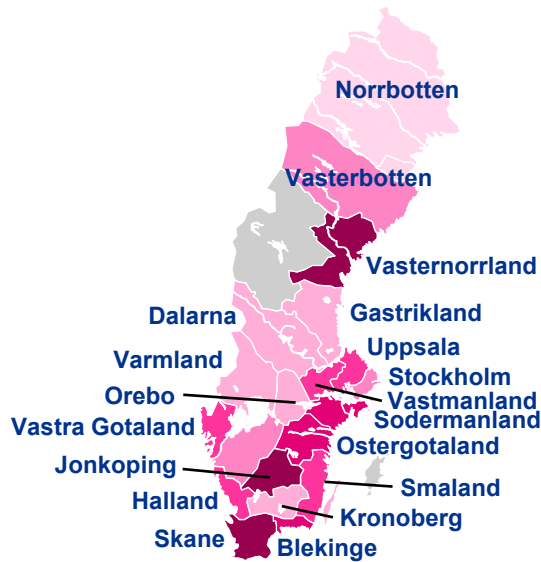 Norrbotten
Vasterbotten
Vasternorrland
Gastrikland
Dalarna
Uppsala
Varmland
Stockholm
Orebo
Vastmanland
Sodermanland
Vastra Gotaland
Ostergotaland
Jonkoping
Smaland
Halland
Kronoberg
Skane
Blekinge